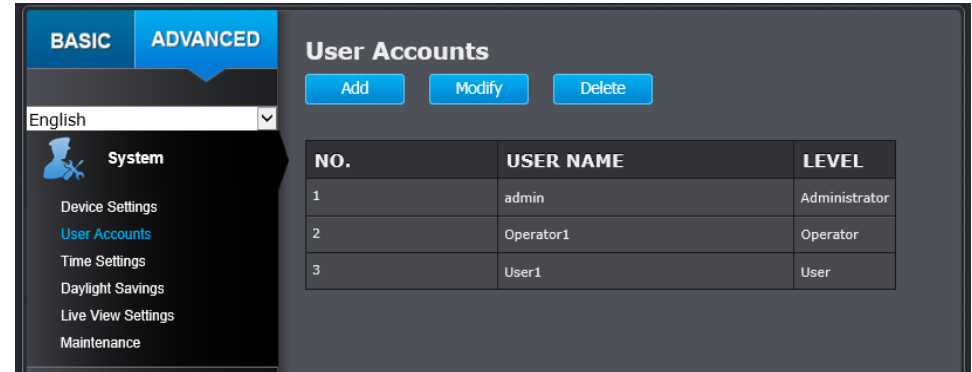 BASIC ADVANCED
English
System
Device Settings
User Accounts
Time Settings
Daylight Savings
Live View Settings
Maintenance
User Accounts
Add Modify Delete
NO. USER NAME LEVEL
1 admin Administrator
2 Operator1 Operator
3 User1 User